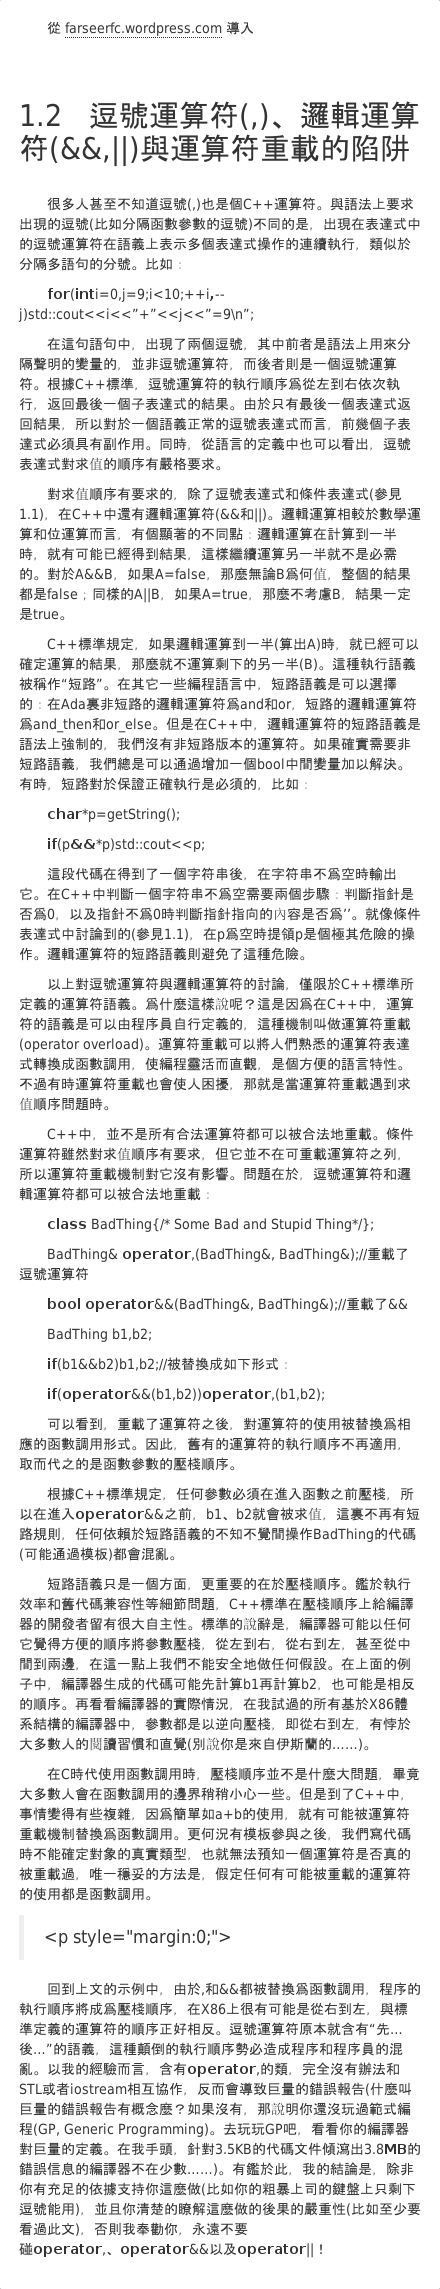 從 farseerfc.wordpress.com 導入
1.2 逗號運算符(,)、邏輯運算
符(&&,||)與運算符重載的陷阱
很多人甚至不知道逗號(,)也是個C++運算符。與語法上要求
出現的逗號(比如分隔函數參數的逗號)不同的是，出現在表達式中
的逗號運算符在語義上表示多個表達式操作的連續執行，類似於
分隔多語句的分號。比如：
for(inti=0,j=9;i<10;++i,--
j)std::cout<<i<<”+”<<j<<”=9\n”;
在這句語句中，出現了兩個逗號，其中前者是語法上用來分
隔聲明的變量的，並非逗號運算符，而後者則是一個逗號運算
符。根據C++標準，逗號運算符的執行順序爲從左到右依次執
行，返回最後一個子表達式的結果。由於只有最後一個表達式返
回結果，所以對於一個語義正常的逗號表達式而言，前幾個子表
達式必須具有副作用。同時，從語言的定義中也可以看出，逗號
表達式對求值的順序有嚴格要求。
對求值順序有要求的，除了逗號表達式和條件表達式(參見
1.1)，在C++中還有邏輯運算符(&&和||)。邏輯運算相較於數學運
算和位運算而言，有個顯著的不同點：邏輯運算在計算到一半
時，就有可能已經得到結果，這樣繼續運算另一半就不是必需
的。對於A&&B，如果A=false，那麼無論B爲何值，整個的結果
都是false；同樣的A||B，如果A=true，那麼不考慮B，結果一定
是true。
C++標準規定，如果邏輯運算到一半(算出A)時，就已經可以
確定運算的結果，那麼就不運算剩下的另一半(B)。這種執行語義
被稱作“短路”。在其它一些編程語言中，短路語義是可以選擇
的：在Ada裏非短路的邏輯運算符爲and和or，短路的邏輯運算符
爲and_then和or_else。但是在C++中，邏輯運算符的短路語義是
語法上強制的，我們沒有非短路版本的運算符。如果確實需要非
短路語義，我們總是可以通過增加一個bool中間變量加以解決。
有時，短路對於保證正確執行是必須的，比如：
char*p=getString();
if(p&&*p)std::cout<<p;
這段代碼在得到了一個字符串後，在字符串不爲空時輸出
它。在C++中判斷一個字符串不爲空需要兩個步驟：判斷指針是
否爲0，以及指針不爲0時判斷指針指向的內容是否爲’’。就像條件
表達式中討論到的(參見1.1)，在p爲空時提領p是個極其危險的操
作。邏輯運算符的短路語義則避免了這種危險。
以上對逗號運算符與邏輯運算符的討論，僅限於C++標準所
定義的運算符語義。爲什麼這樣說呢？這是因爲在C++中，運算
符的語義是可以由程序員自行定義的，這種機制叫做運算符重載
(operator overload)。運算符重載可以將人們熟悉的運算符表達
式轉換成函數調用，使編程靈活而直觀，是個方便的語言特性。
不過有時運算符重載也會使人困擾，那就是當運算符重載遇到求
值順序問題時。
C++中，並不是所有合法運算符都可以被合法地重載。條件
運算符雖然對求值順序有要求，但它並不在可重載運算符之列，
所以運算符重載機制對它沒有影響。問題在於，逗號運算符和邏
輯運算符都可以被合法地重載：
class BadThing{/* Some Bad and Stupid Thing*/};
BadThing& operator,(BadThing&, BadThing&);//重載了
逗號運算符
bool operator&&(BadThing&, BadThing&);//重載了&&
BadThing b1,b2;
if(b1&&b2)b1,b2;//被替換成如下形式：
if(operator&&(b1,b2))operator,(b1,b2);
可以看到，重載了運算符之後，對運算符的使用被替換爲相
應的函數調用形式。因此，舊有的運算符的執行順序不再適用，
取而代之的是函數參數的壓棧順序。
根據C++標準規定，任何參數必須在進入函數之前壓棧，所
以在進入operator&&之前，b1、b2就會被求值，這裏不再有短
路規則，任何依賴於短路語義的不知不覺間操作BadThing的代碼
(可能通過模板)都會混亂。
短路語義只是一個方面，更重要的在於壓棧順序。鑑於執行
效率和舊代碼兼容性等細節問題，C++標準在壓棧順序上給編譯
器的開發者留有很大自主性。標準的說辭是，編譯器可能以任何
它覺得方便的順序將參數壓棧，從左到右，從右到左，甚至從中
間到兩邊，在這一點上我們不能安全地做任何假設。在上面的例
子中，編譯器生成的代碼可能先計算b1再計算b2，也可能是相反
的順序。再看看編譯器的實際情況，在我試過的所有基於X86體
系結構的編譯器中，參數都是以逆向壓棧，即從右到左，有悖於
大多數人的閱讀習慣和直覺(別說你是來自伊斯蘭的……)。
在C時代使用函數調用時，壓棧順序並不是什麼大問題，畢竟
大多數人會在函數調用的邊界稍稍小心一些。但是到了C++中，
事情變得有些複雜，因爲簡單如a+b的使用，就有可能被運算符
重載機制替換爲函數調用。更何況有模板參與之後，我們寫代碼
時不能確定對象的真實類型，也就無法預知一個運算符是否真的
被重載過，唯一穩妥的方法是，假定任何有可能被重載的運算符
的使用都是函數調用。
<p style="margin:0;">
回到上文的示例中，由於,和&&都被替換爲函數調用，程序的
執行順序將成爲壓棧順序，在X86上很有可能是從右到左，與標
準定義的運算符的順序正好相反。逗號運算符原本就含有“先…
後…”的語義，這種顛倒的執行順序勢必造成程序和程序員的混
亂。以我的經驗而言，含有operator,的類，完全沒有辦法和
STL或者iostream相互協作，反而會導致巨量的錯誤報告(什麼叫
巨量的錯誤報告有概念麼？如果沒有，那說明你還沒玩過範式編
程(GP, Generic Programming)。去玩玩GP吧，看看你的編譯器
對巨量的定義。在我手頭，針對3.5KB的代碼文件傾瀉出3.8MB的
錯誤信息的編譯器不在少數……)。有鑑於此，我的結論是，除非
你有充足的依據支持你這麼做(比如你的粗暴上司的鍵盤上只剩下
逗號能用)，並且你清楚的瞭解這麼做的後果的嚴重性(比如至少要
看過此文)，否則我奉勸你，永遠不要
碰operator,、operator&&以及operator||！